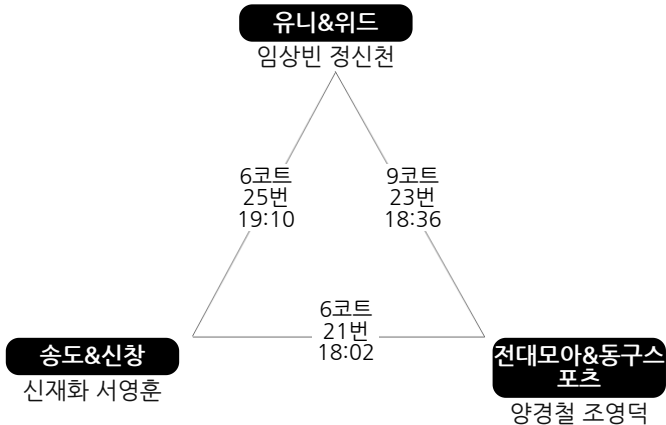 유니&위드
임상빈 정신천
6코트
25번
19:10
9코트
23번
18:36
6코트
21번
18:02
송도&신창
신재화 서영훈
전대모아&동구스
포츠
양경철 조영덕